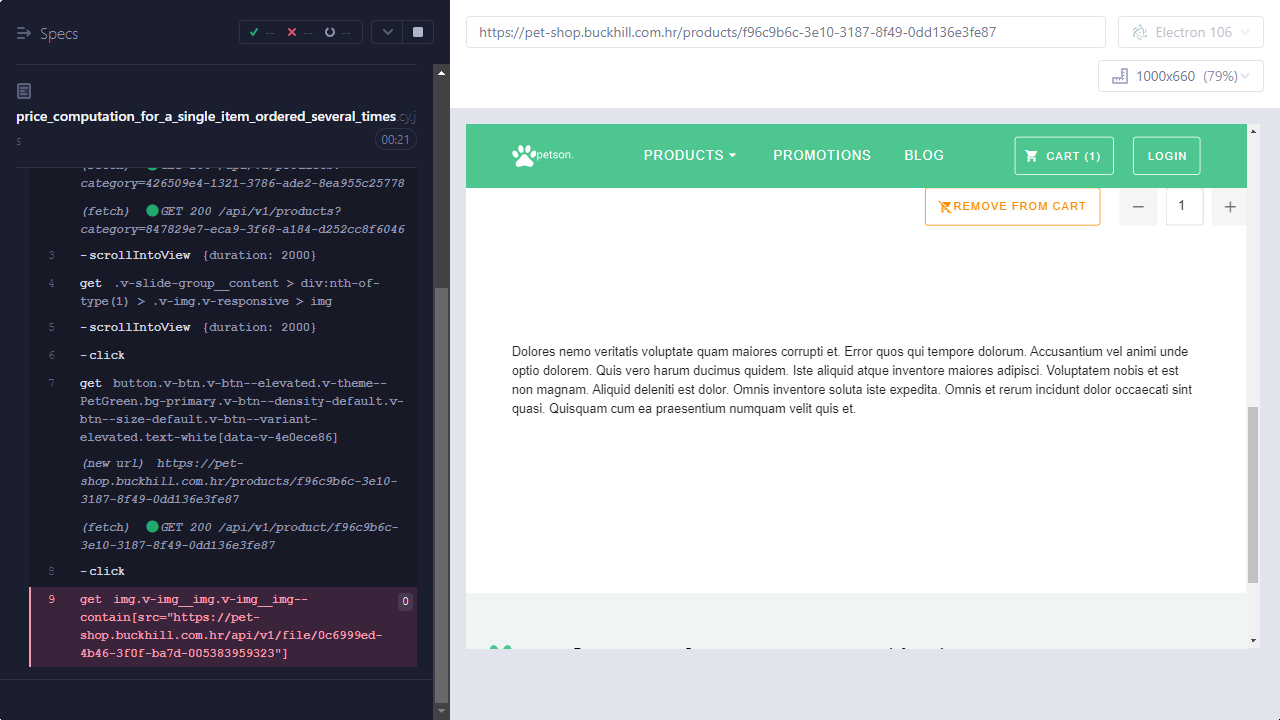 Specs
--
--
--
price_computation_for_a_single_item_ordered_several_times.cy.j
s
00:21
category=426509e4-1321-3786-ade2-8ea955c25778
(fetch) GET 200 /api/v1/products?
category=847829e7-eca9-3f68-a184-d252cc8f6046
3 -scrollIntoView {duration: 2000}
4 get .v-slide-group__content > div:nth-of-
type(1) > .v-img.v-responsive > img
5 -scrollIntoView {duration: 2000}
6 -click
7 get button.v-btn.v-btn--elevated.v-theme--
PetGreen.bg-primary.v-btn--density-default.v-
btn--size-default.v-btn--variant-
elevated.text-white[data-v-4e0ece86]
(new url) https://pet-
shop.buckhill.com.hr/products/f96c9b6c-3e10-
3187-8f49-0dd136e3fe87
(fetch) GET 200 /api/v1/product/f96c9b6c-
3e10-3187-8f49-0dd136e3fe87
8 -click
9 get img.v-img__img.v-img__img--
contain[src="https://pet-
shop.buckhill.com.hr/api/v1/file/0c6999ed-
4b46-3f0f-ba7d-005383959323"]
0
https://pet-shop.buckhill.com.hr/products/f96c9b6c-3e10-3187-8f49-0dd136e3fe87
Electron 106
1000x660 (79%)
petson.
PRODUCTS
PROMOTIONS
BLOG
CART (1)
LOGIN
REMOVE FROM CART
1
Dolores nemo veritatis voluptate quam maiores corrupti et. Error quos qui tempore dolorum. Accusantium vel animi unde
optio dolorem. Quis vero harum ducimus quidem. Iste aliquid atque inventore maiores adipisci. Voluptatem nobis et est
non magnam. Aliquid deleniti est dolor. Omnis inventore soluta iste expedita. Omnis et rerum incidunt dolor occaecati sint
quasi. Quisquam cum ea praesentium numquam velit quis et.